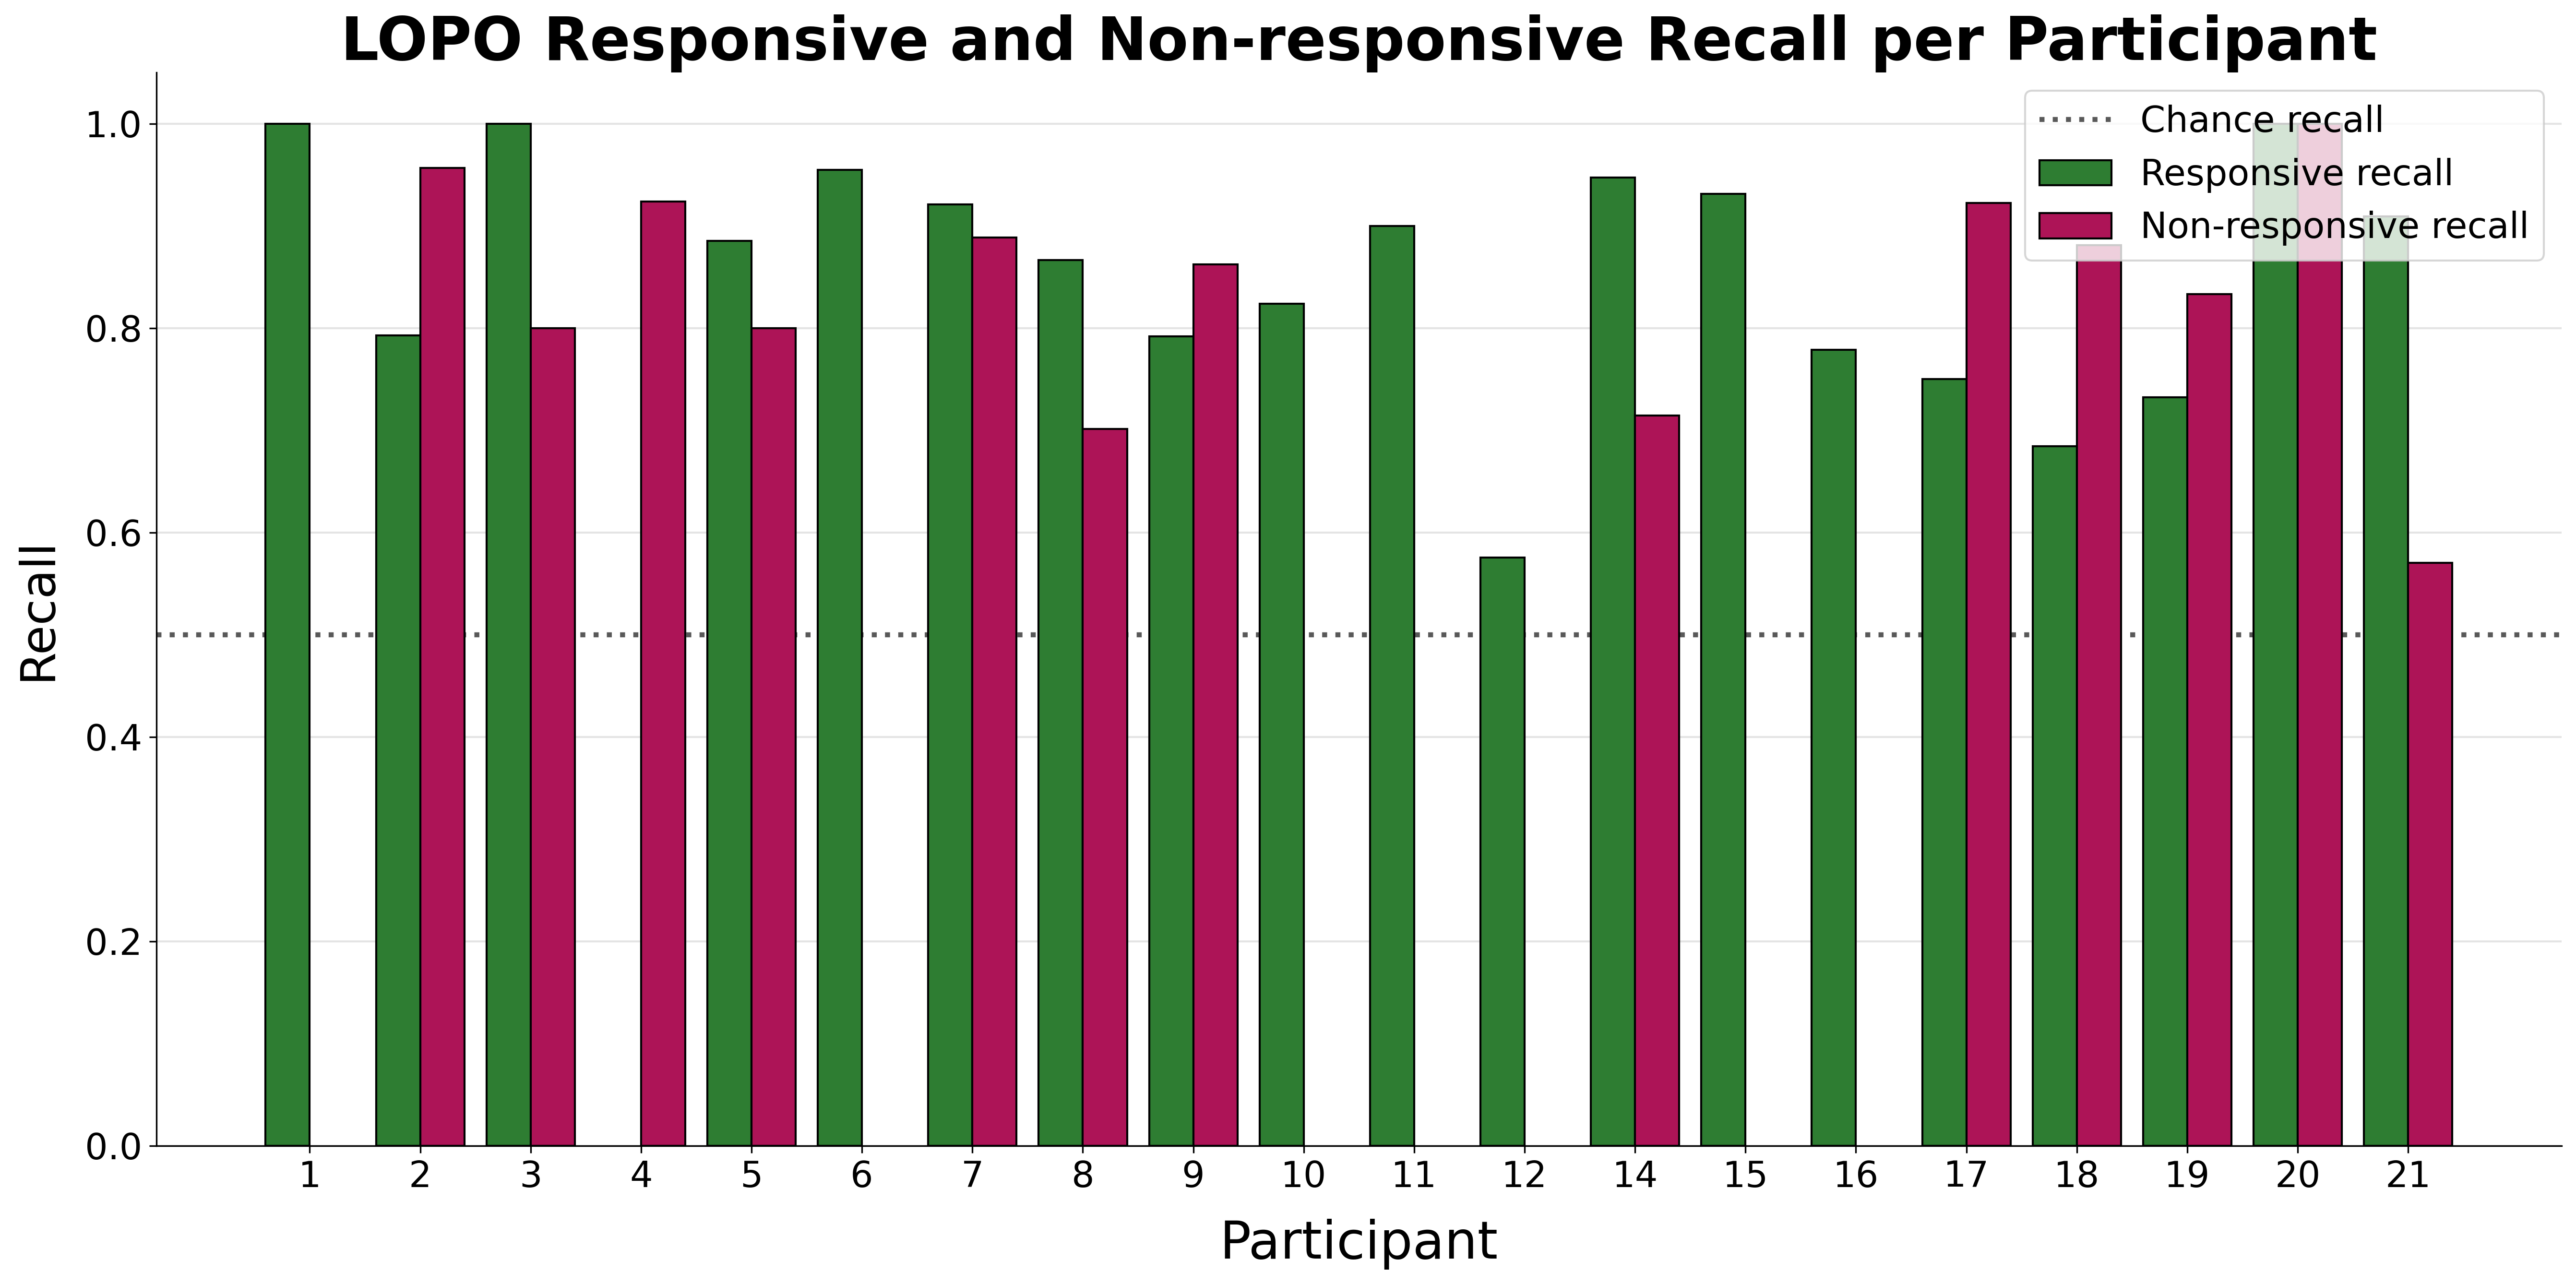 LOPO Responsive and Non-responsive Recall per Participant
Chance recall
Responsive recall
Non-responsive recall
1.0
0.8
0.6
0.4
0.2
0.0
Recall
1 2 3 4 5 6 7 8 9 10 11 12 14 15 16 17 18 19 20 21
Participant